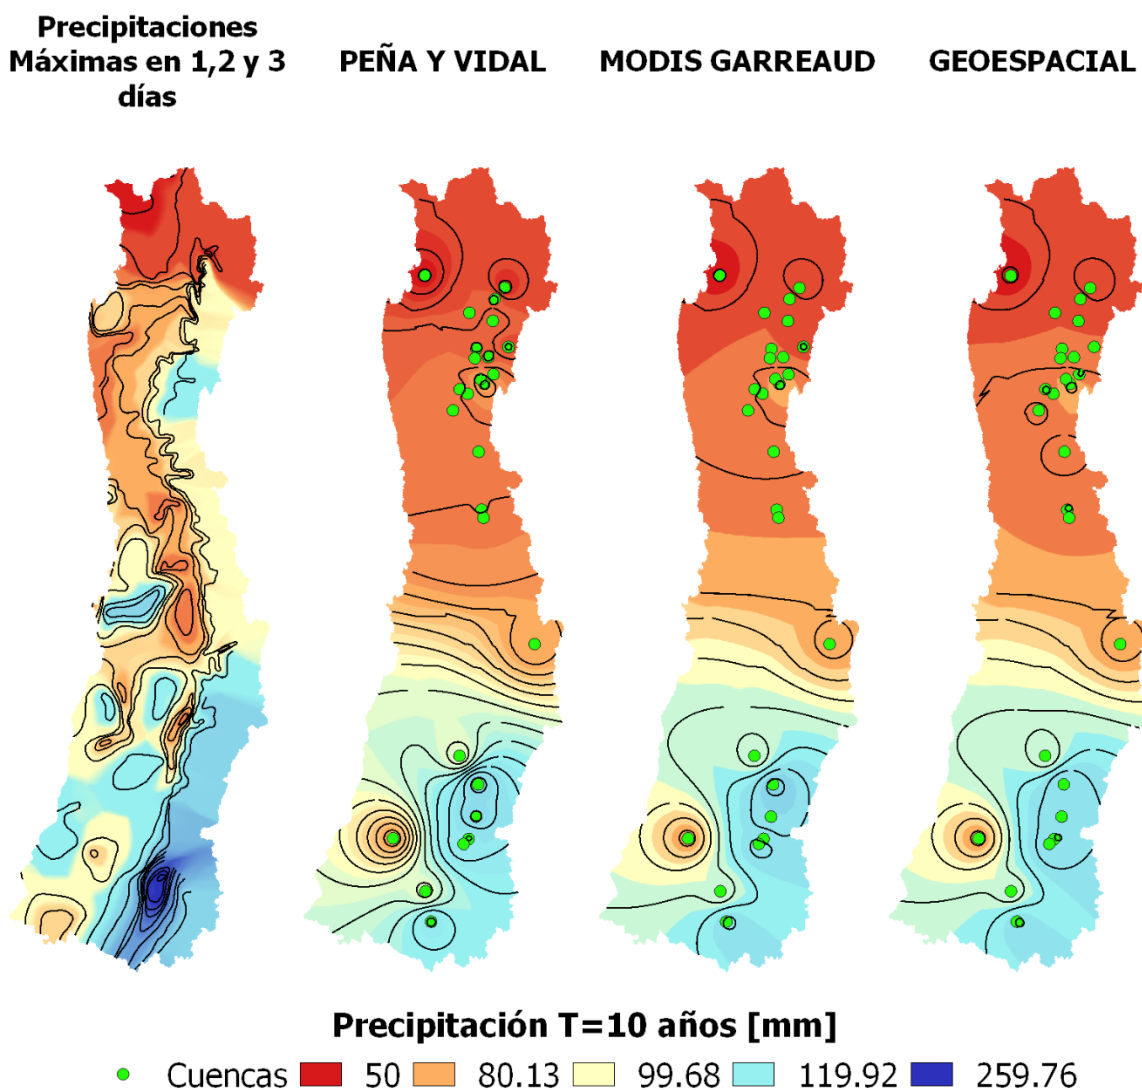 Precipitaciones
Máximas en 1,2 y 3
días
PEÑA Y VIDAL
MODIS GARREAUD
GEOESPACIAL
Precipitación T=10 años [mm]
Cuencas 50 80.13 99.68 119.92 259.76